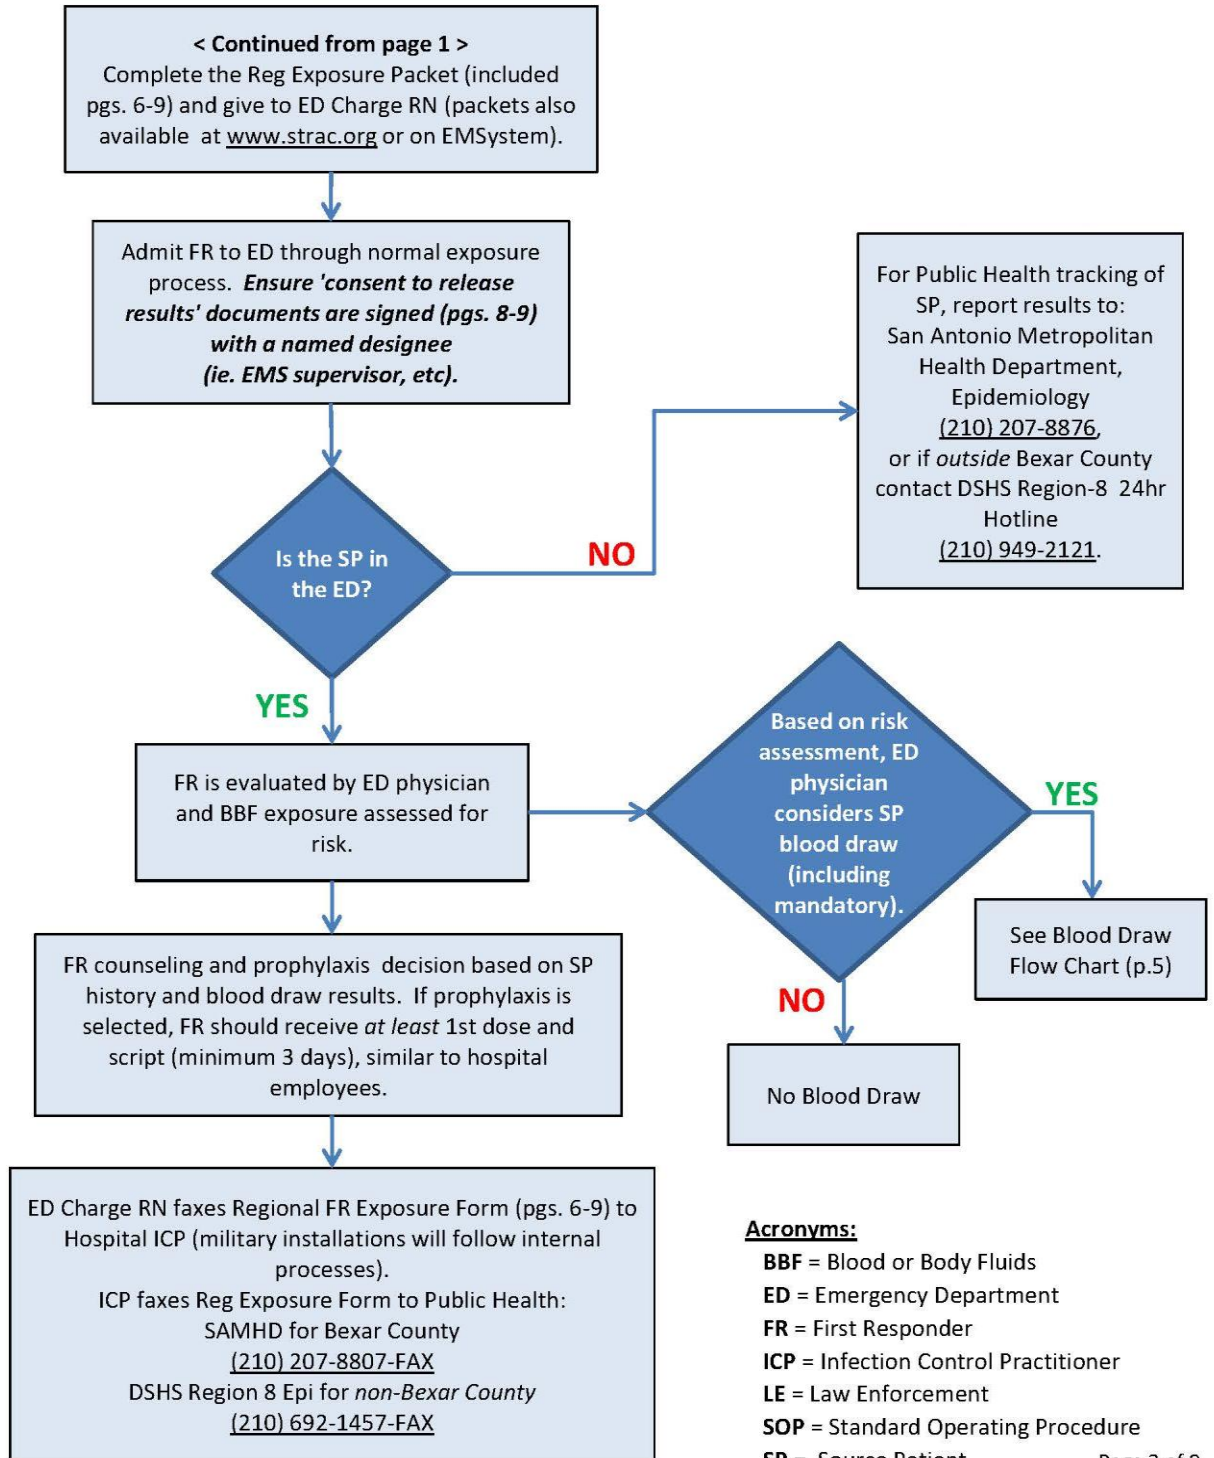 < Continued from page 1 >
Complete the Reg Exposure Packet (included
pgs. 6-9) and give to ED Charge RN (packets also
available at www.strac.org or on EMSystem).
Admit FR to ED through normal exposure
process. Ensure 'consent to release
results' documents are signed (pgs. 8-9)
with a named designee
(ie. EMS supervisor, etc).
For Public Health tracking of
SP, report results to:
San Antonio Metropolitan
Health Department,
Epidemiology
(210) 207-8876,
or if outside Bexar County
contact DSHS Region-8 24hr
Hotline
(210) 949-2121.
Is the SP in
the ED?
NO
YES
FR is evaluated by ED physician
and BBF exposure assessed for
risk.
Based on risk
assessment, ED
physician
considers SP
blood draw
(including
mandatory).
YES
See Blood Draw
Flow Chart (p.5)
NO
No Blood Draw
FR counseling and prophylaxis decision based on SP
history and blood draw results. If prophylaxis is
selected, FR should receive at least 1st dose and
script (minimum 3 days), similar to hospital
employees.
ED Charge RN faxes Regional FR Exposure Form (pgs. 6-9) to
Hospital ICP (military installations will follow internal
processes).
ICP faxes Reg Exposure Form to Public Health:
SAMHD for Bexar County
(210) 207-8807-FAX
DSHS Region 8 Epi for non-Bexar County
(210) 692-1457-FAX
Acronyms:
BBF = Blood or Body Fluids
ED = Emergency Department
FR = First Responder
ICP = Infection Control Practitioner
LE = Law Enforcement
SOP = Standard Operating Procedure
SP = Source Patient